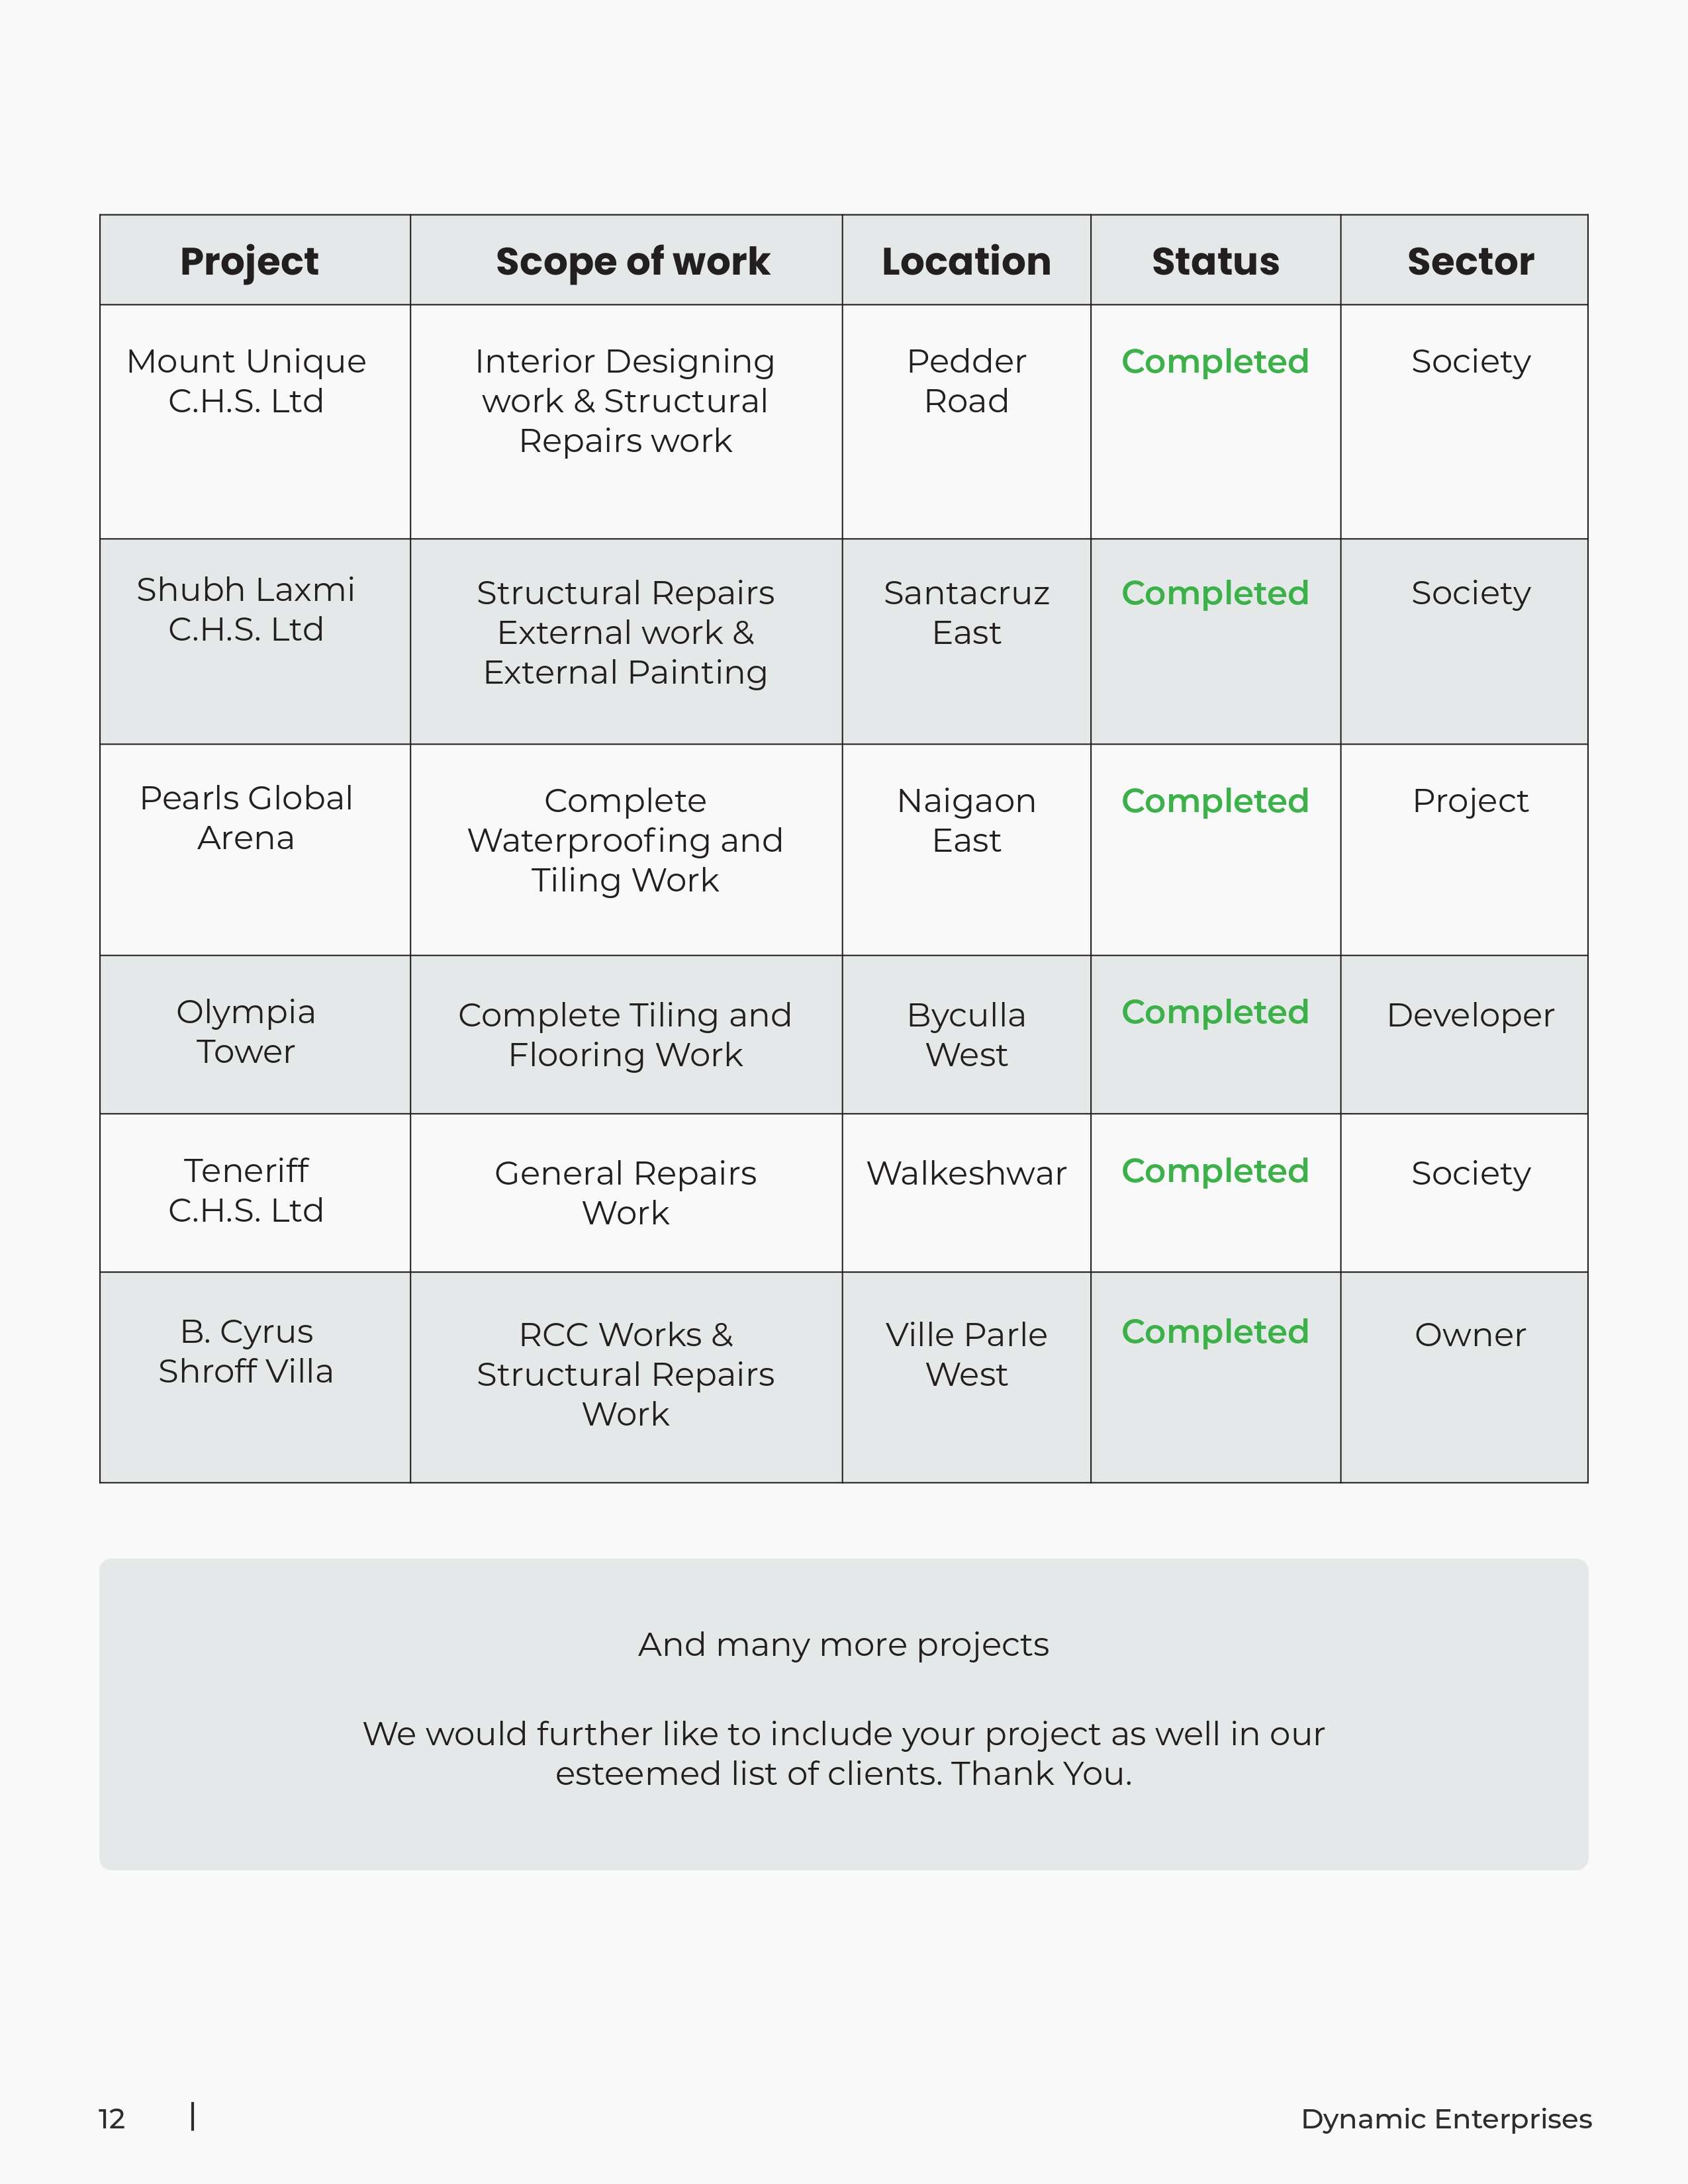 Project Scope of work Location Status Sector
Mount Unique Interior Designing Pedder Completed Society
C.H.S. Ltd work & Structural Road
Repairs work
Shubh Laxmi Structural Repairs Santacruz Completed Society
C.H.S. Ltd External work & East
External Painting
Pearls Global Complete Naigaon Completed Project
Arena Waterproofing and East
Tiling Work
Olympia Complete Tiling and Byculla Completed Developer
Tower Flooring Work West
Teneriff General Repairs Walkeshwar Completed Society
C.H.S. Ltd Work
B. Cyrus RCC Works & Ville Parle Completed Owner
Shroff Villa Structural Repairs West
Work
And many more projects
We would further like to include your project as well in our
esteemed list of clients. Thank You.
12 | Dynamic Enterprises